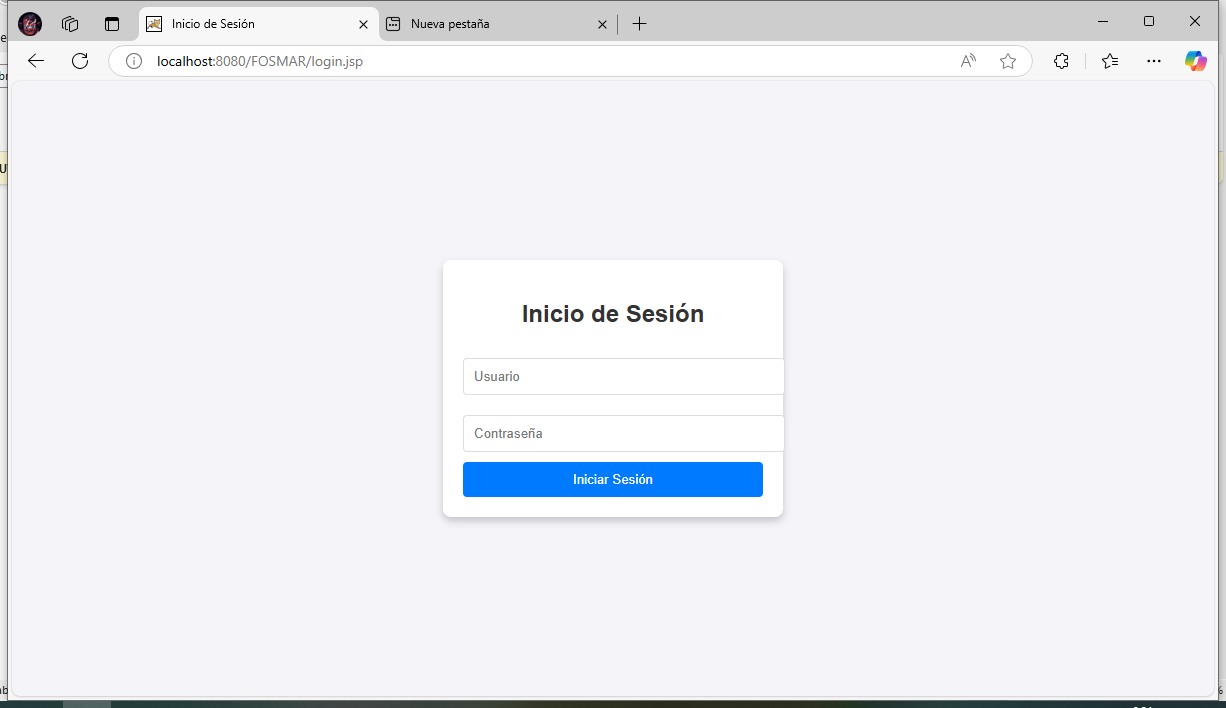 Inicio de Sesión
Nueva pestaña
localhost:8080/FOSMAR/login.jsp
Inicio de Sesión
Usuario
Contraseña
Iniciar Sesión